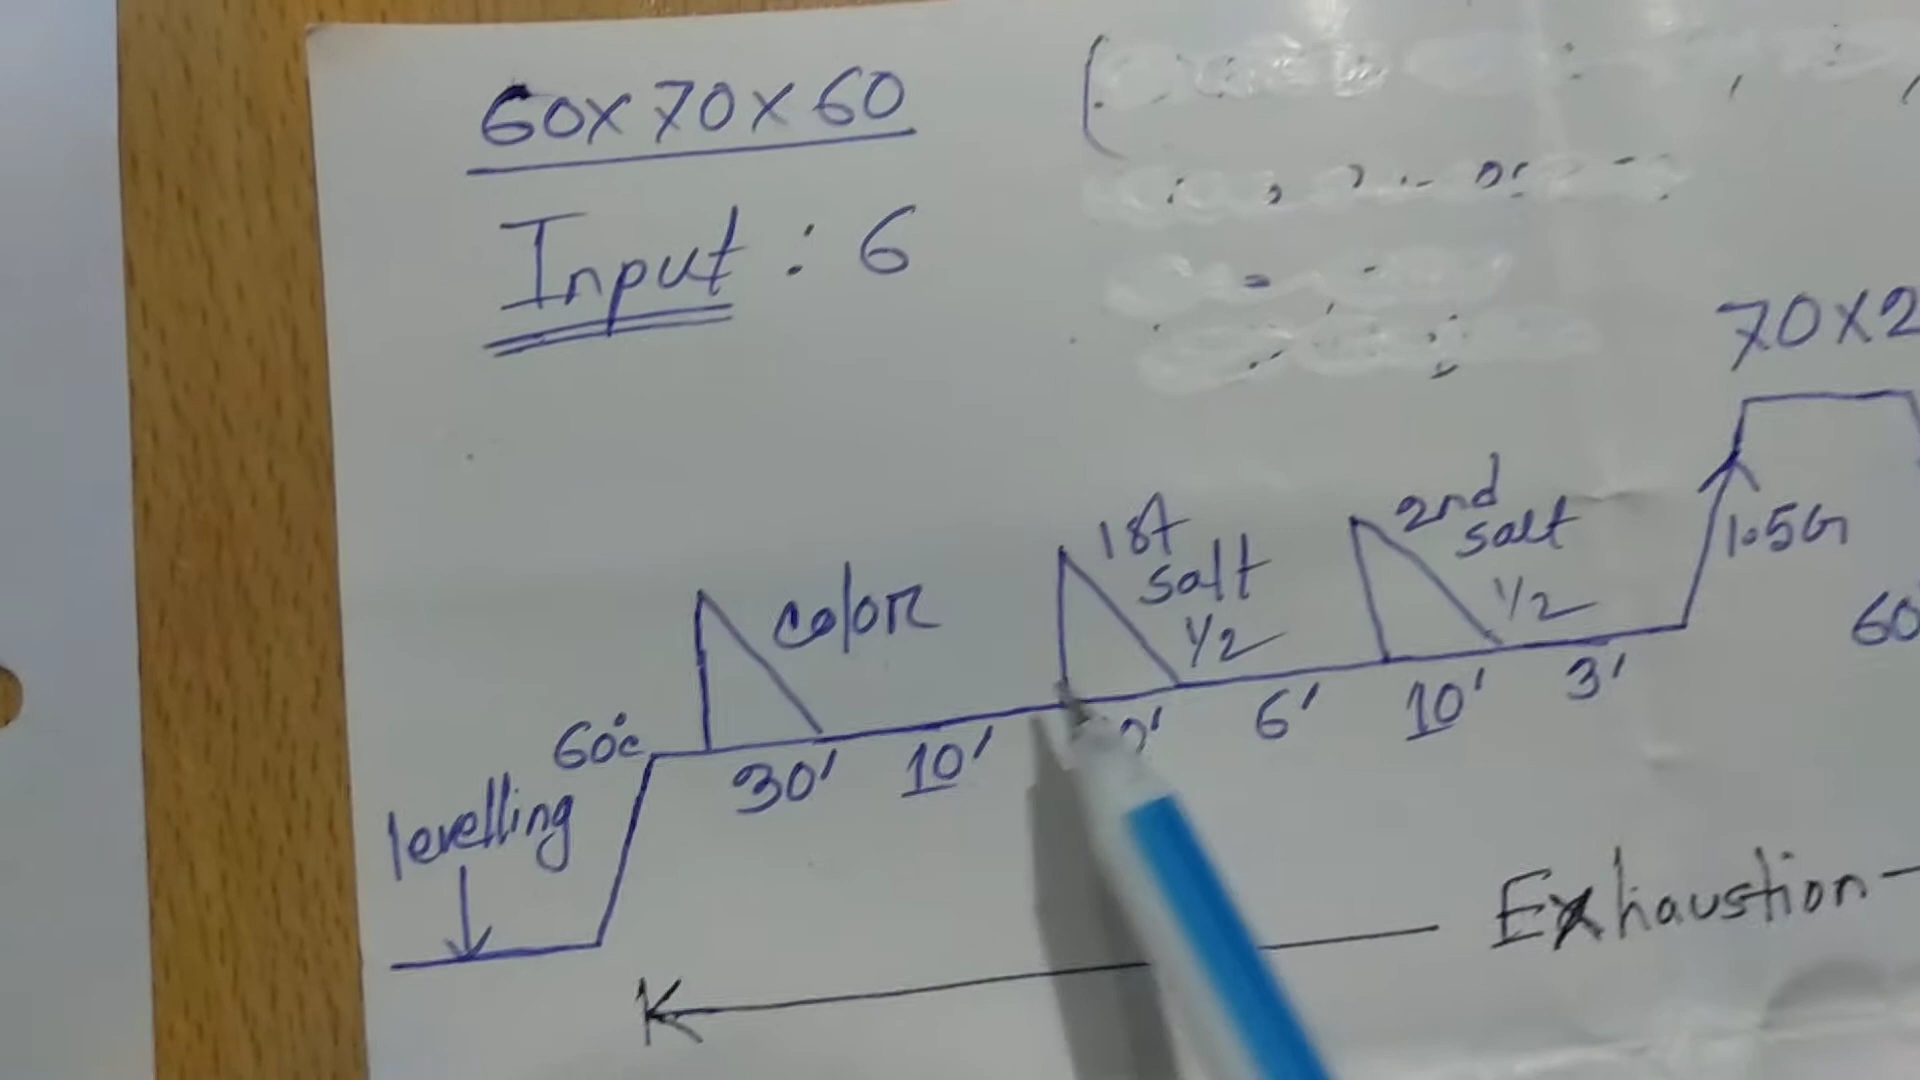 60x70x60
Input : 6
70x2
1st
salt
1/2
2nd
salt
1/2
1.5G
color
60
60°c
30' 10' 6' 10' 3'
levelling
Exhaustion